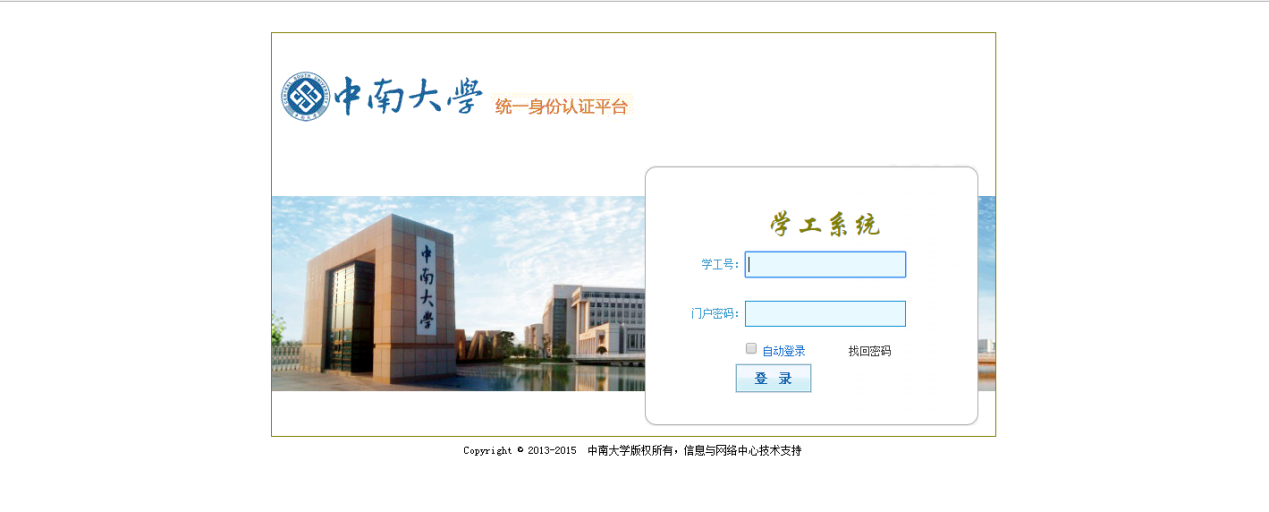 中南大學 统一身份认证平台
中南大學
学工系统
学工号：
门户密码：
自动登录 找回密码
登 录
Copyright © 2013-2015 中南大学版权所有，信息与网络中心技术支持